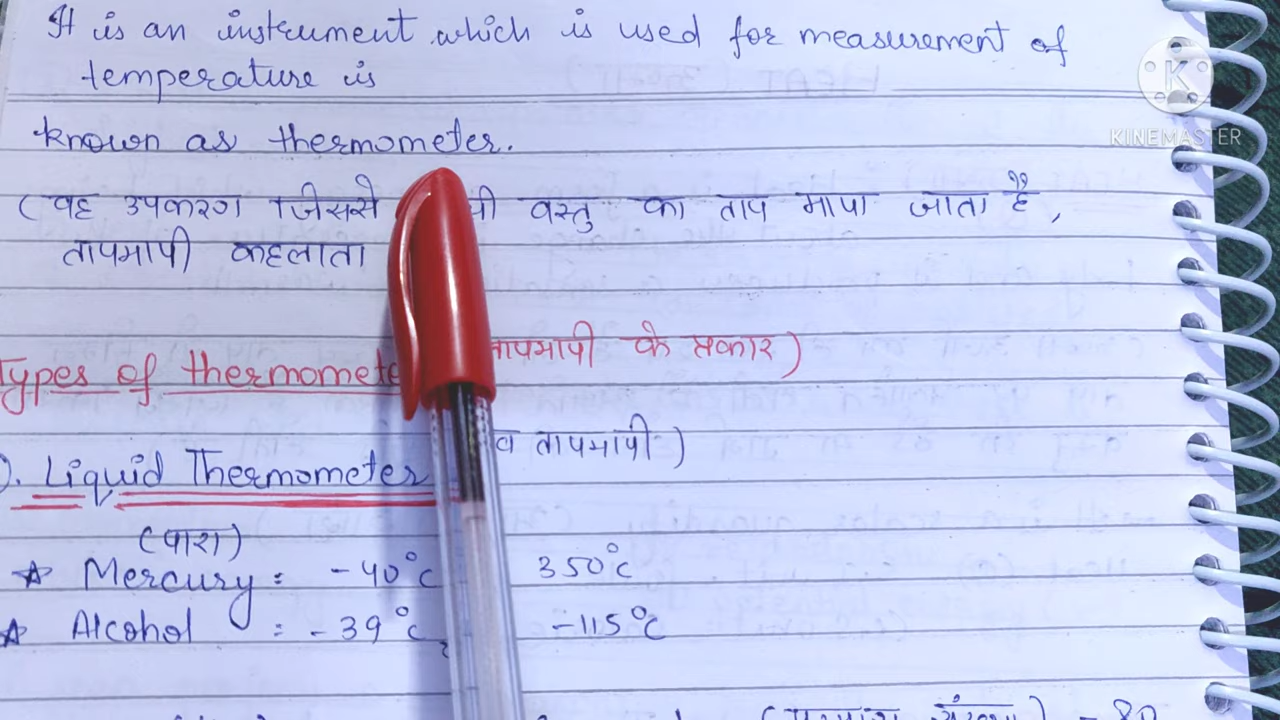 It is an instrument which is used for measurement of
temperature is
known as thermometer.
( वह उपकरण जिससे वस्तु का ताप मापा जाता है ,
तापमापी कहलाता
Types of तापमापी के प्रकार )
Liquid Thermometer तापमापी )
(पारा)
☆ Mercury : -40°C 350°C
☆ Alcohol : -39°C, -115°C
K
KINEMASTER